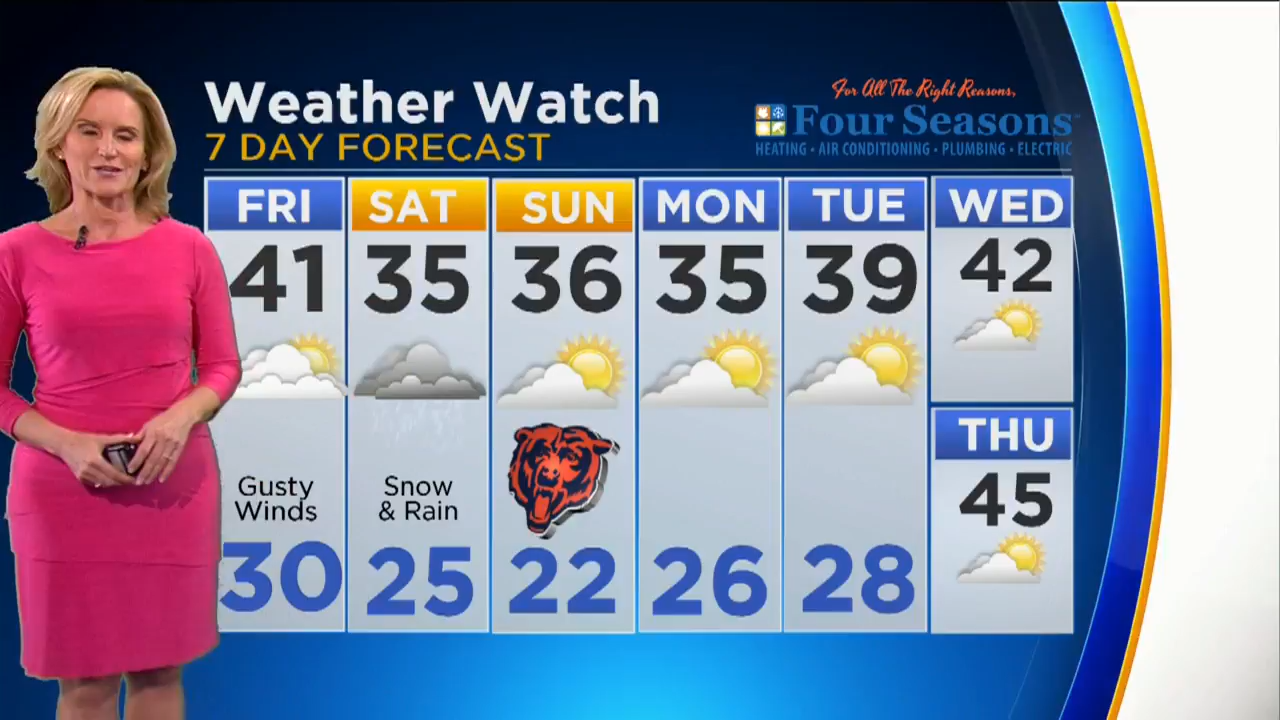 Weather Watch
7 DAY FORECAST
For All The Right Reasons,
Four Seasons
HEATING • AIR CONDITIONING • PLUMBING • ELECTRIC
FRI
41
Gusty
Winds
30
SAT
35
Snow
& Rain
25
SUN
36
22
MON
35
26
TUE
39
28
WED
42
THU
45